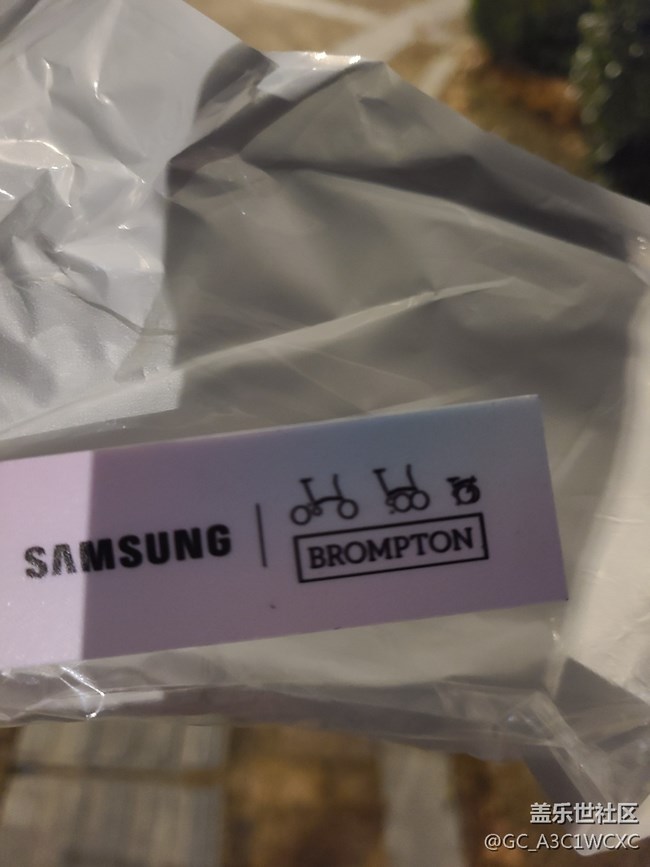 SAMSUNG
BROMPTON
盖乐世社区
@GC_A3C1WCXC